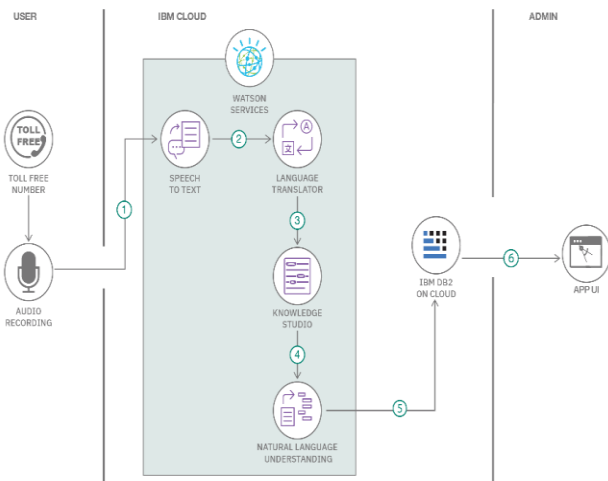 USER
IBM CLOUD
ADMIN
WATSON
SERVICES
TOLL
FREE
TOLL FREE
NUMBER
SPEECH
TO TEXT
2
A
文
LANGUAGE
TRANSLATOR
1
3
AUDIO
RECORDING
KNOWLEDGE
STUDIO
IBM DB2
ON CLOUD
6
APP UI
4
NATURAL LANGUAGE
UNDERSTANDING
5